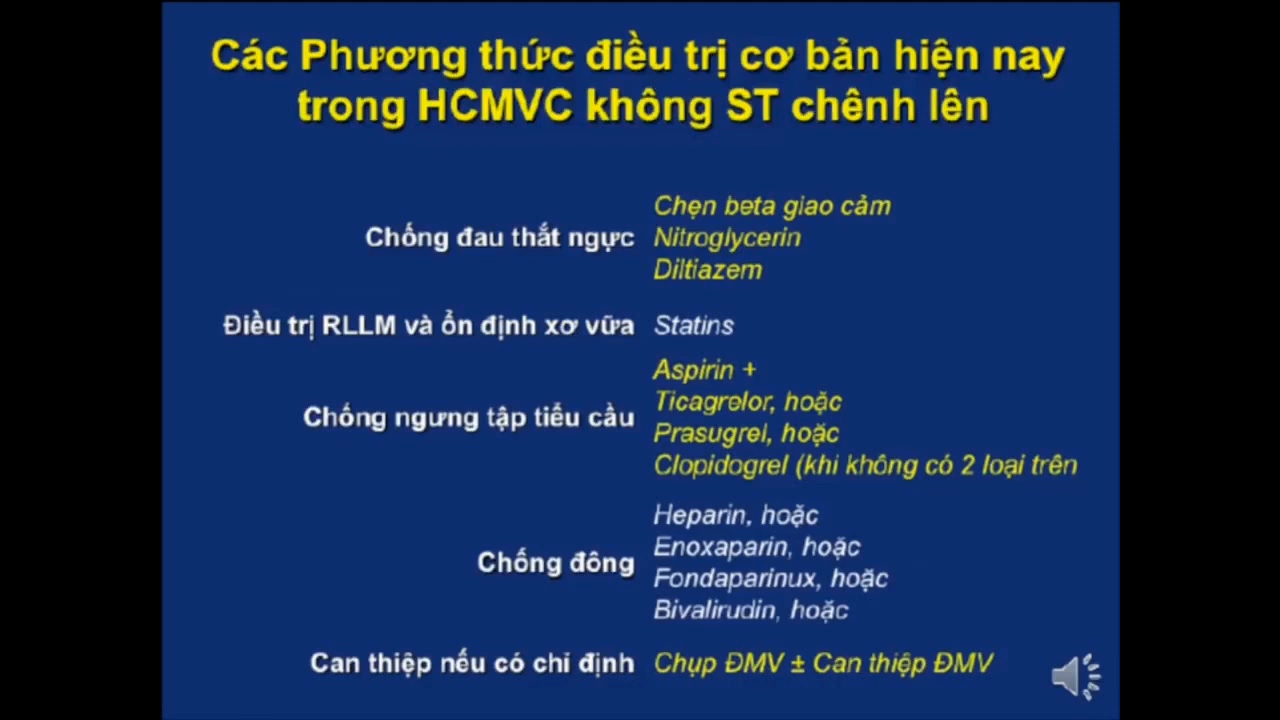 Các Phương thức điều trị cơ bản hiện nay
trong HCMVC không ST chênh lên
Chống đau thắt ngực
Chẹn beta giao cảm
Nitroglycerin
Diltiazem
Điều trị RLLM và ổn định xơ vữa
Statins
Chống ngưng tập tiểu cầu
Aspirin +
Ticagrelor, hoặc
Prasugrel, hoặc
Clopidogrel (khi không có 2 loại trên
Chống đông
Heparin, hoặc
Enoxaparin, hoặc
Fondaparinux, hoặc
Bivalirudin, hoặc
Can thiệp nếu có chỉ định
Chụp ĐMV ± Can thiệp ĐMV